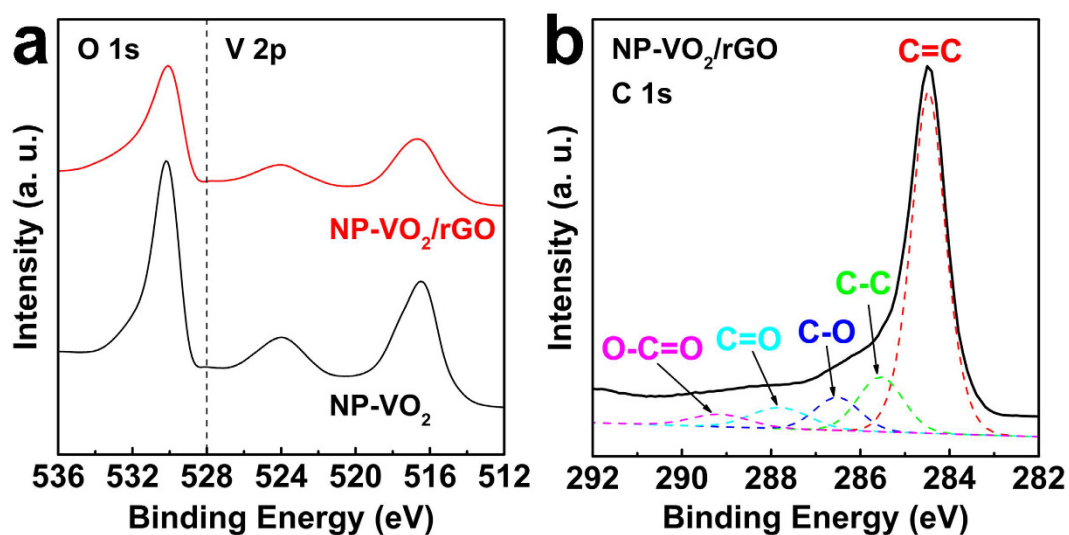 a
O 1s
V 2p
NP-VO₂/rGO
NP-VO₂
Intensity (a. u.)
536 532 528 524 520 516 512
Binding Energy (eV)
b
NP-VO₂/rGO
C 1s
C=C
C-C
C-O
C=O
O-C=O
Intensity (a. u.)
292 290 288 286 284 282
Binding Energy (eV)